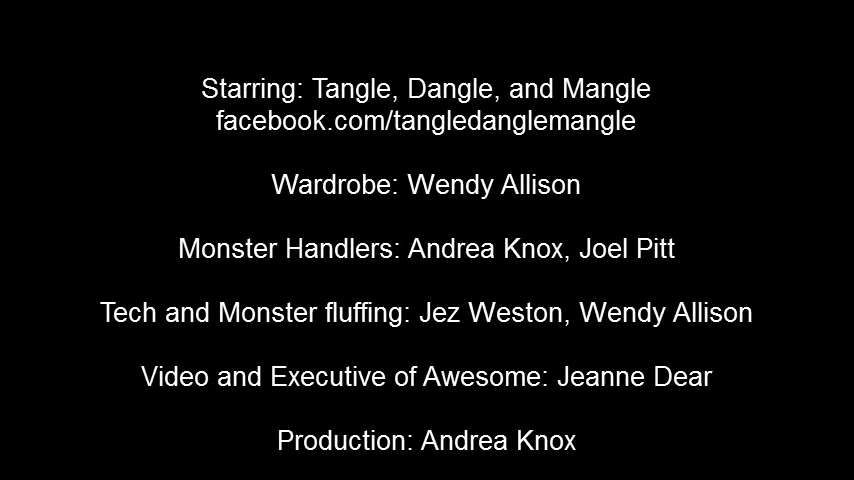 Starring: Tangle, Dangle, and Mangle
facebook.com/tangledanglemangle
Wardrobe: Wendy Allison
Monster Handlers: Andrea Knox, Joel Pitt
Tech and Monster fluffing: Jez Weston, Wendy Allison
Video and Executive of Awesome: Jeanne Dear
Production: Andrea Knox